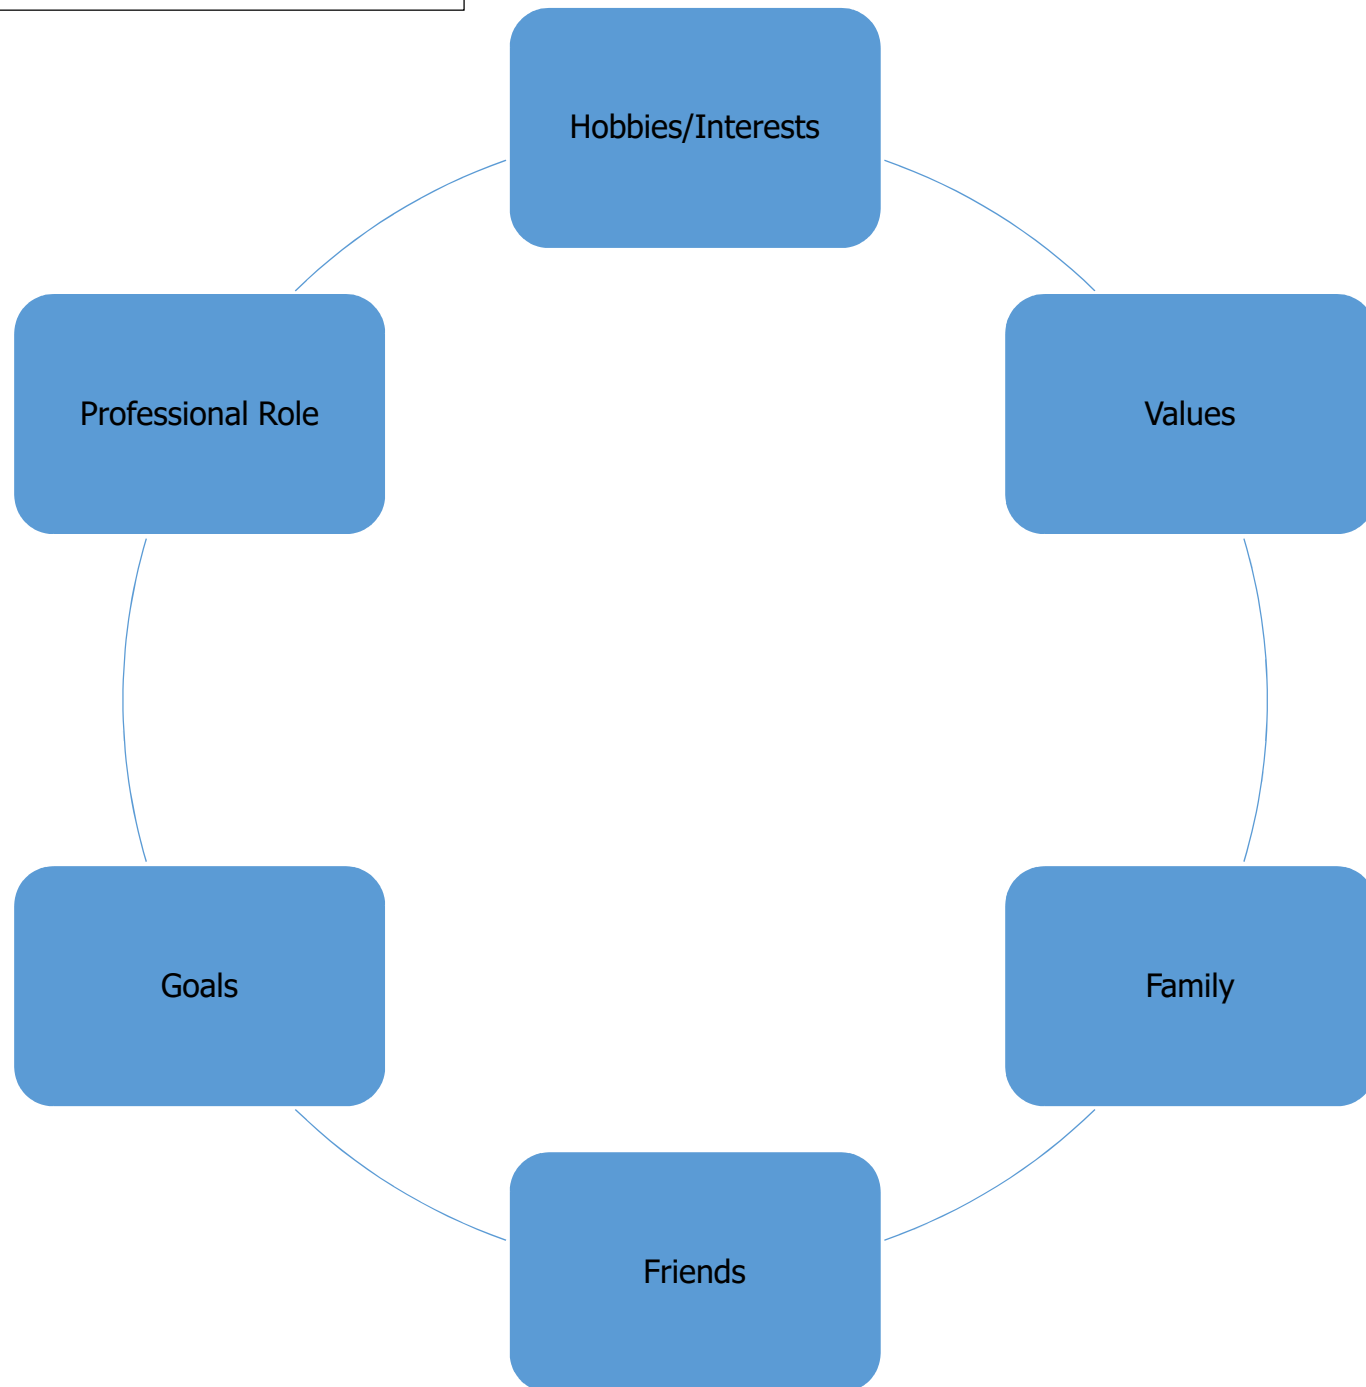 Hobbies/Interests
Professional Role
Values
Goals
Family
Friends